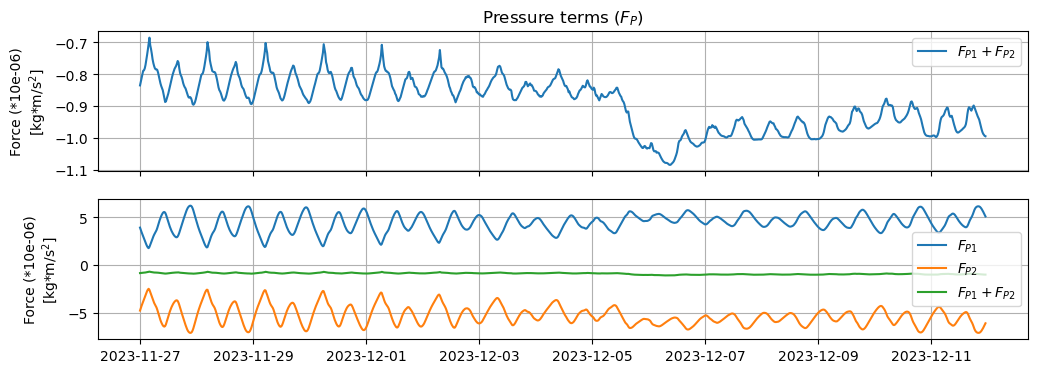 Pressure terms (F_P)
Force (*10e-06)
[kg*m/s²]
−0.7
−0.8
−0.9
−1.0
−1.1
F_P1 + F_P2
Force (*10e-06)
[kg*m/s²]
5
0
−5
F_P1
F_P2
F_P1 + F_P2
2023-11-27
2023-11-29
2023-12-01
2023-12-03
2023-12-05
2023-12-07
2023-12-09
2023-12-11